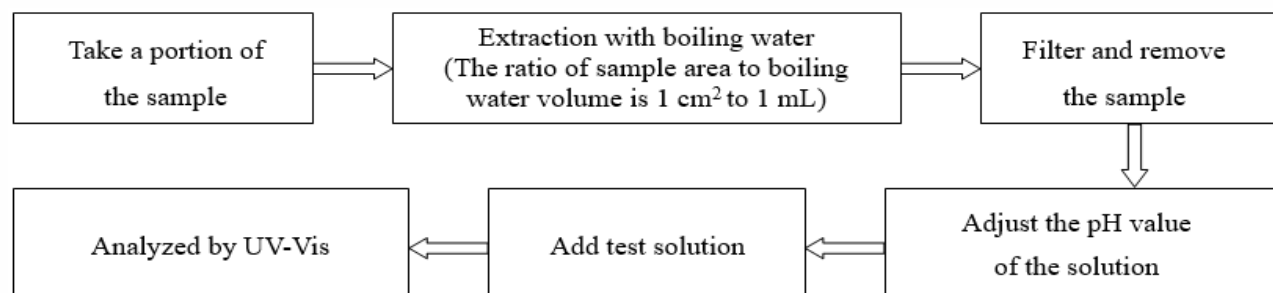 Take a portion of
the sample
Extraction with boiling water
(The ratio of sample area to boiling
water volume is 1 cm² to 1 mL)
Filter and remove
the sample
Adjust the pH value
of the solution
Add test solution
Analyzed by UV-Vis